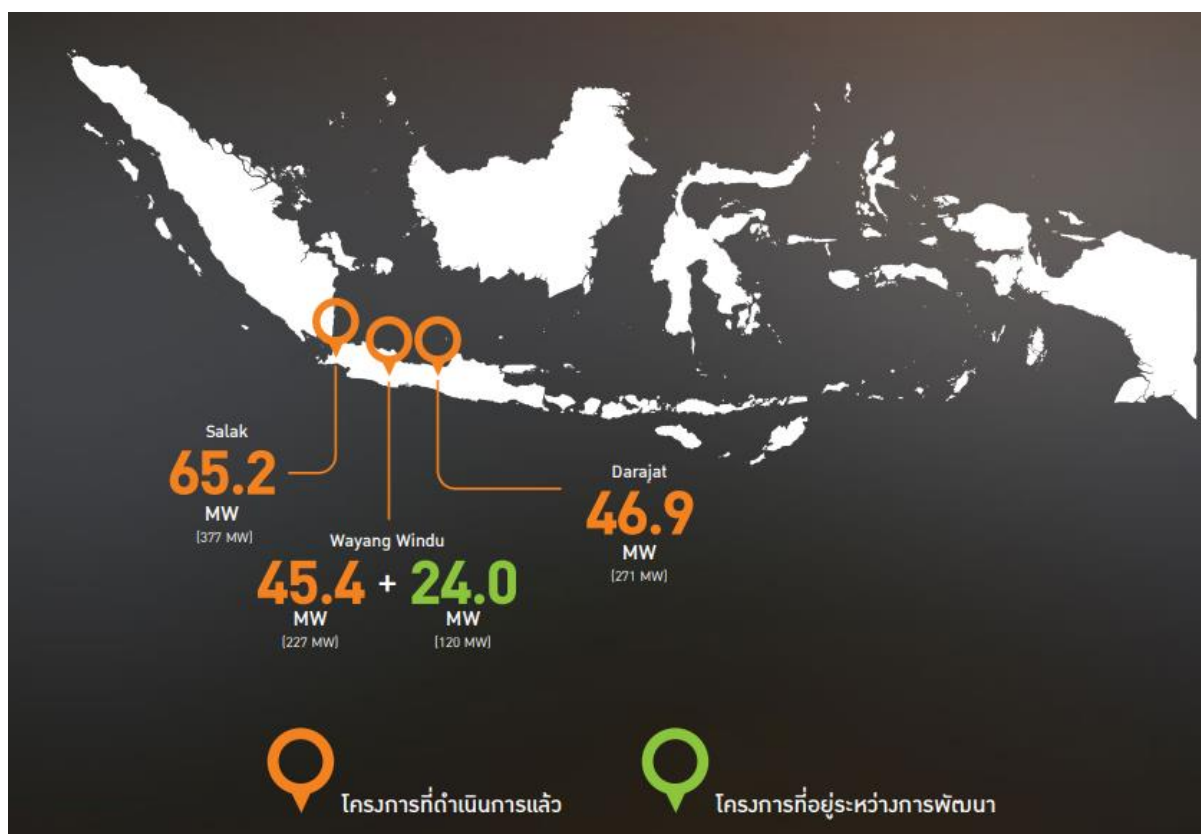 Salak
65.2
MW
[377 MW]
Darajat
46.9
MW
[271 MW]
Wayang Windu
45.4 + 24.0
MW MW
[227 MW] [120 MW]
โครงการที่ดำเนินการแล้ว
โครงการที่อยู่ระหว่างการพัฒนา